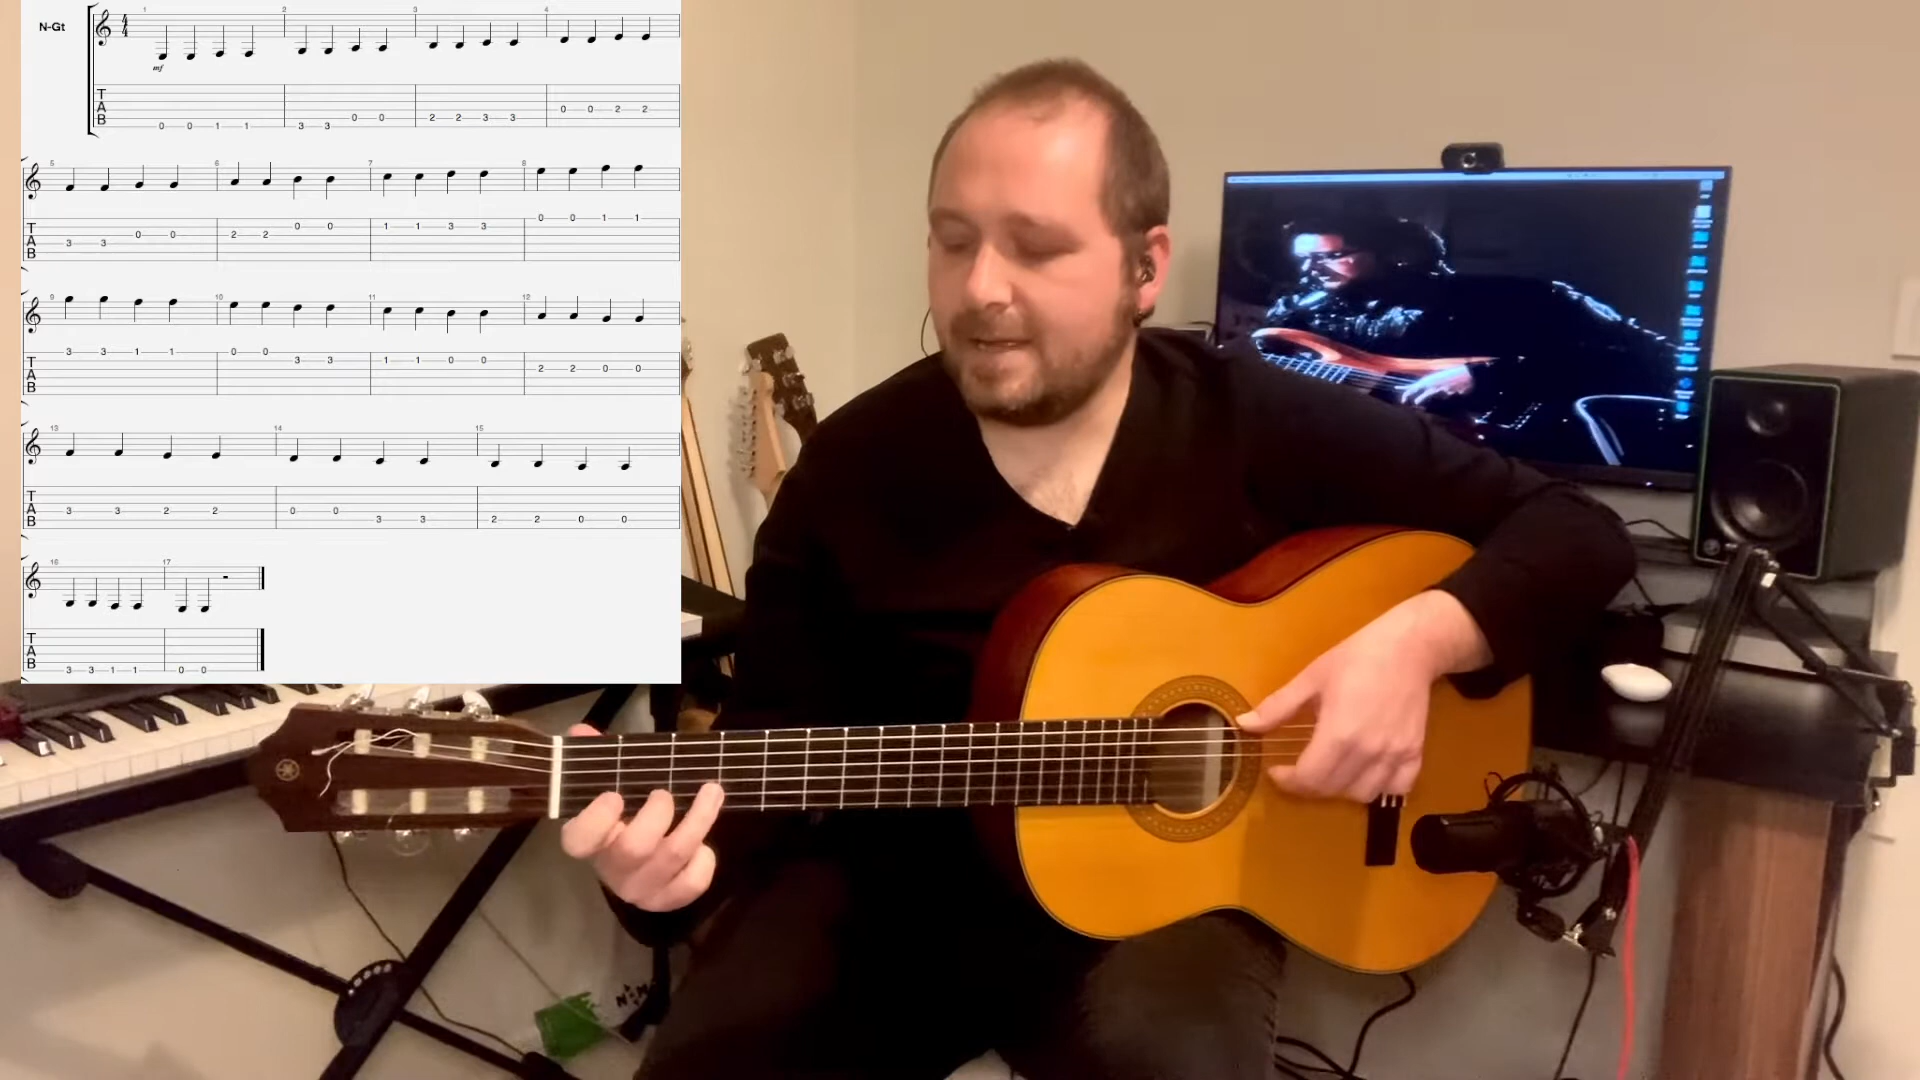 N-Gt
1 2 3 4
4
4
mf
T
A
B
0 0 1 1 3 3 0 0 2 2 3 3 0 0 2 2
5 6 7 8
T
A
B
3 3 0 0 2 2 0 0 1 1 3 3 0 0 1 1
9 10 11 12
T
A
B
3 3 1 1 0 0 3 3 1 1 0 0 2 2 0 0
13 14 15
T
A
B
3 3 2 2 0 0 3 3 2 2 0 0
16 17
T
A
B
3 3 1 1 0 0